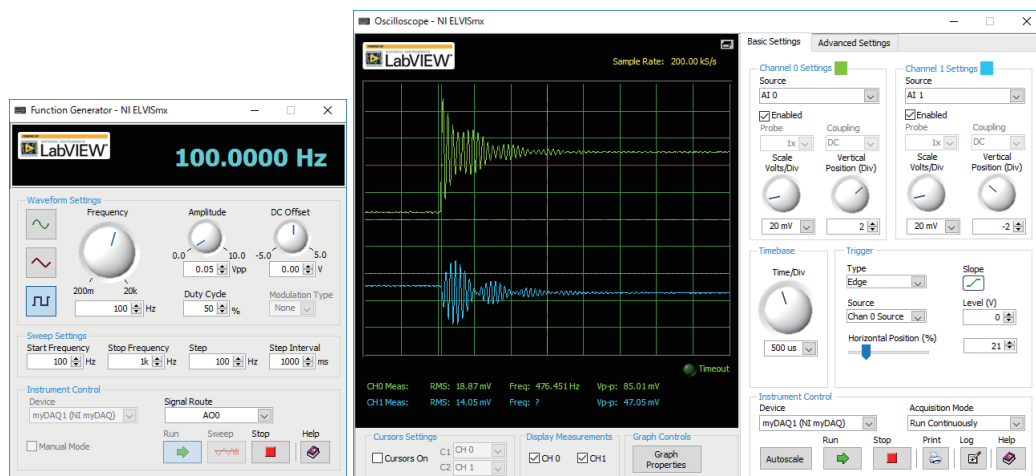 Function Generator - NI ELVISmx
LabVIEW™
100.0000 Hz
Waveform Settings
Frequency
Amplitude
DC Offset
0.0
10.0
-5.0
5.0
0.05 Vpp
0.00 V
200m
20k
100 Hz
Duty Cycle
50 %
Modulation Type
None
Sweep Settings
Start Frequency
Stop Frequency
Step
Step Interval
100 Hz
1k Hz
100 Hz
1000 ms
Instrument Control
Device
Signal Route
myDAQ1 (NI myDAQ)
AO0
Manual Mode
Run
Sweep
Stop
Help
Oscilloscope - NI ELVISmx
LabVIEW™
Sample Rate: 200.00 kS/s
Timeout
CH0 Meas: RMS: 18.87 mV Freq: 476.451 Hz Vp-p: 85.01 mV
CH1 Meas: RMS: 14.05 mV Freq: ? Vp-p: 47.05 mV
Cursors Settings
Cursors On
C1 CH 0
C2 CH 1
Display Measurements
CH 0
CH1
Graph Controls
Graph
Properties
Basic Settings
Advanced Settings
Channel 0 Settings
Source
AI 0
Enabled
Probe
Coupling
1x
DC
Scale
Volts/Div
Vertical
Position (Div)
20 mV
2
Channel 1 Settings
Source
AI 1
Enabled
Probe
Coupling
1x
DC
Scale
Volts/Div
Vertical
Position (Div)
20 mV
-2
Timebase
Time/Div
500 us
Trigger
Type
Slope
Edge
Source
Level (V)
Chan 0 Source
0
Horizontal Position (%)
21
Instrument Control
Device
Acquisition Mode
myDAQ1 (NI myDAQ)
Run Continuously
Run
Stop
Print
Log
Help
Autoscale